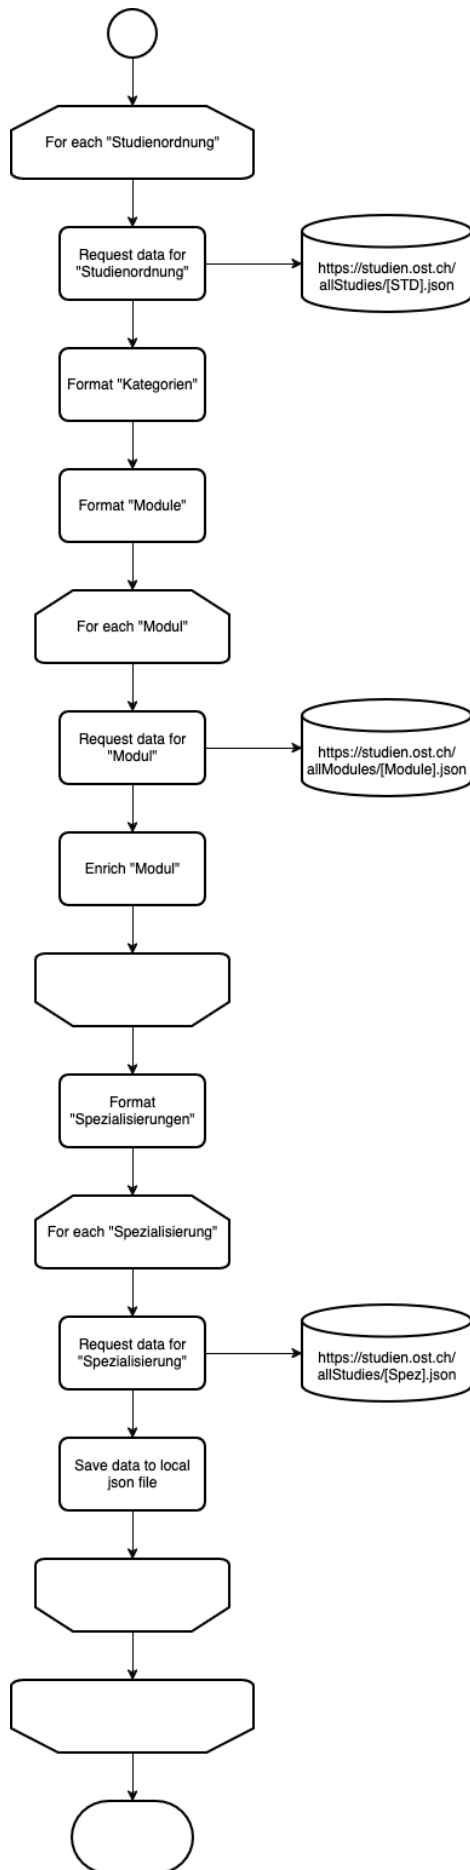 For each "Studienordnung"
Request data for
"Studienordnung"
https://studien.ost.ch/
allStudies/[STD].json
Format "Kategorien"
Format "Module"
For each "Modul"
Request data for
"Modul"
https://studien.ost.ch/
allModules/[Module].json
Enrich "Modul"
Format
"Spezialisierungen"
For each "Spezialisierung"
Request data for
"Spezialisierung"
https://studien.ost.ch/
allStudies/[Spez].json
Save data to local
json file